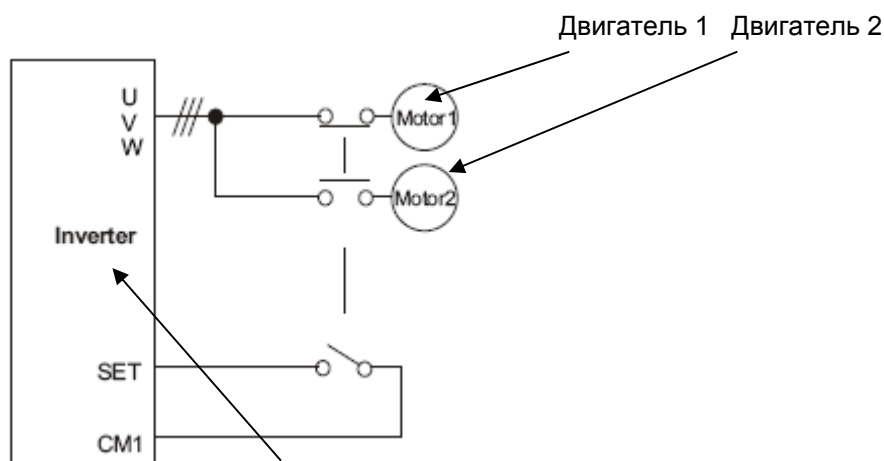 Двигатель 1 Двигатель 2
U
V
W
Motor1
Motor2
Inverter
SET
CM1